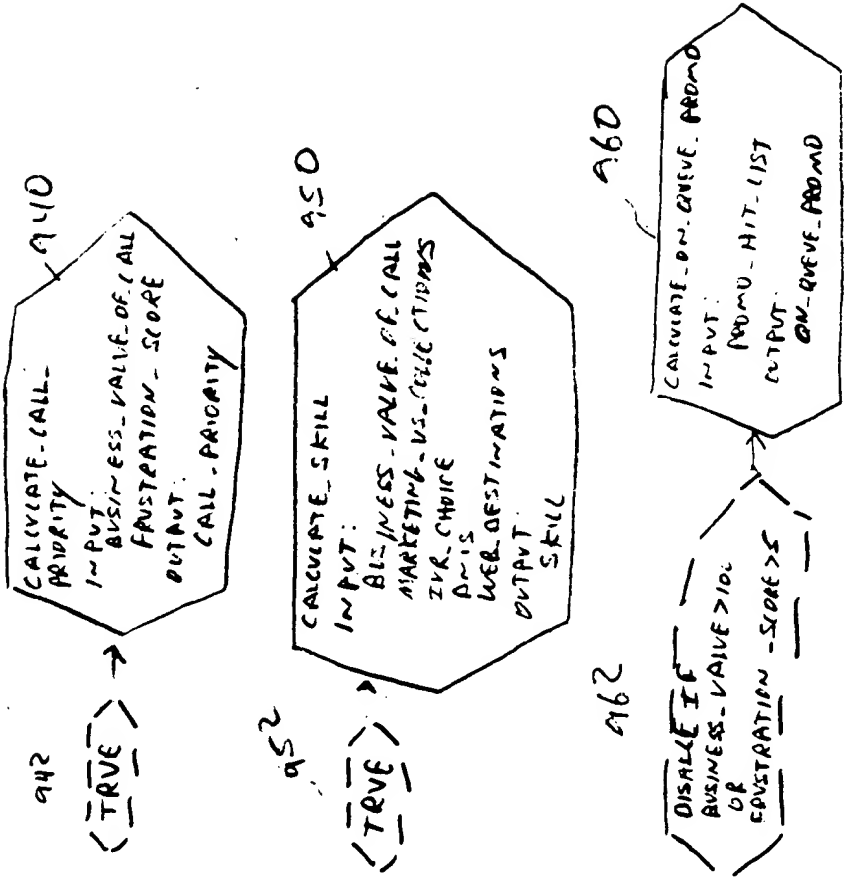 942
<TRUE>
940
CALCULATE_CALL_
PRIORITY
INPUT:
BUSINESS_VALUE_OF_CALL
FRUSTRATION_SCORE
OUTPUT:
CALL_PRIORITY
952
<TRUE>
950
CALCULATE_SKILL
INPUT:
BUSINESS_VALUE_OF_CALL
MARKETING_VS_COLLECTIONS
IVR_CHOICE
DNIS
WEB_DESTINATIONS
OUTPUT:
SKILL
962
DISABLE IF
BUSINESS_VALUE >100
OR
FRUSTRATION_SCORE >5
960
CALCULATE_ON_QUEUE_PROMO
INPUT:
PROMO_HIT_LIST
OUTPUT:
ON_QUEUE_PROMO